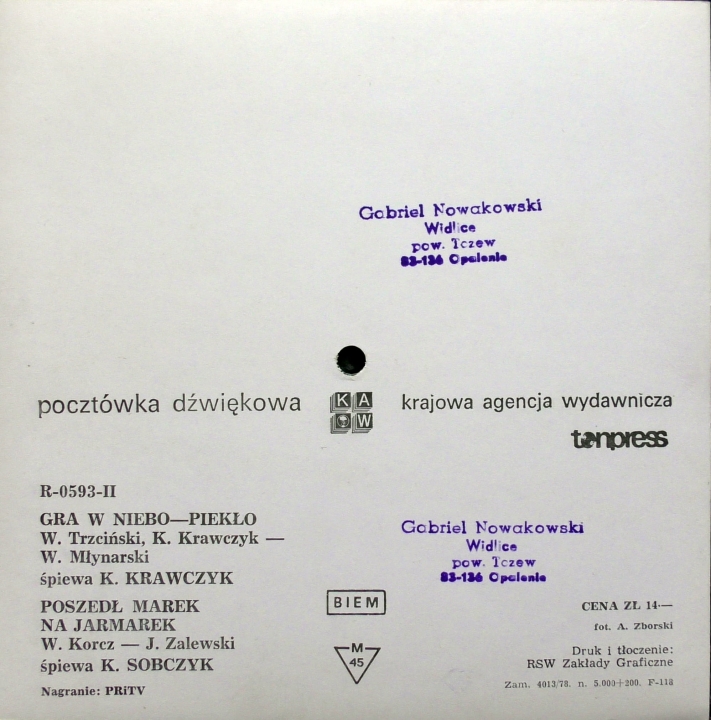 Gabriel Nowakowski
Widlice
pow. Tczew
83-136 Opalenie
pocztówka dźwiękowa
KAW
krajowa agencja wydawnicza
tonpress
R-0593-II
GRA W NIEBO—PIEKŁO
W. Trzciński, K. Krawczyk —
W. Młynarski
śpiewa K. KRAWCZYK
POSZEDŁ MAREK
NA JARMAREK
W. Korcz — J. Zalewski
śpiewa K. SOBCZYK
Nagranie: PRiTV
Gabriel Nowakowski
Widlice
pow. Tczew
83-136 Opalenie
BIEM
M
45
CENA ZŁ 14.—
fot. A. Zborski
Druk i tłoczenie:
RSW Zakłady Graficzne
Zam. 4013/78. n. 5.000+200. F-118